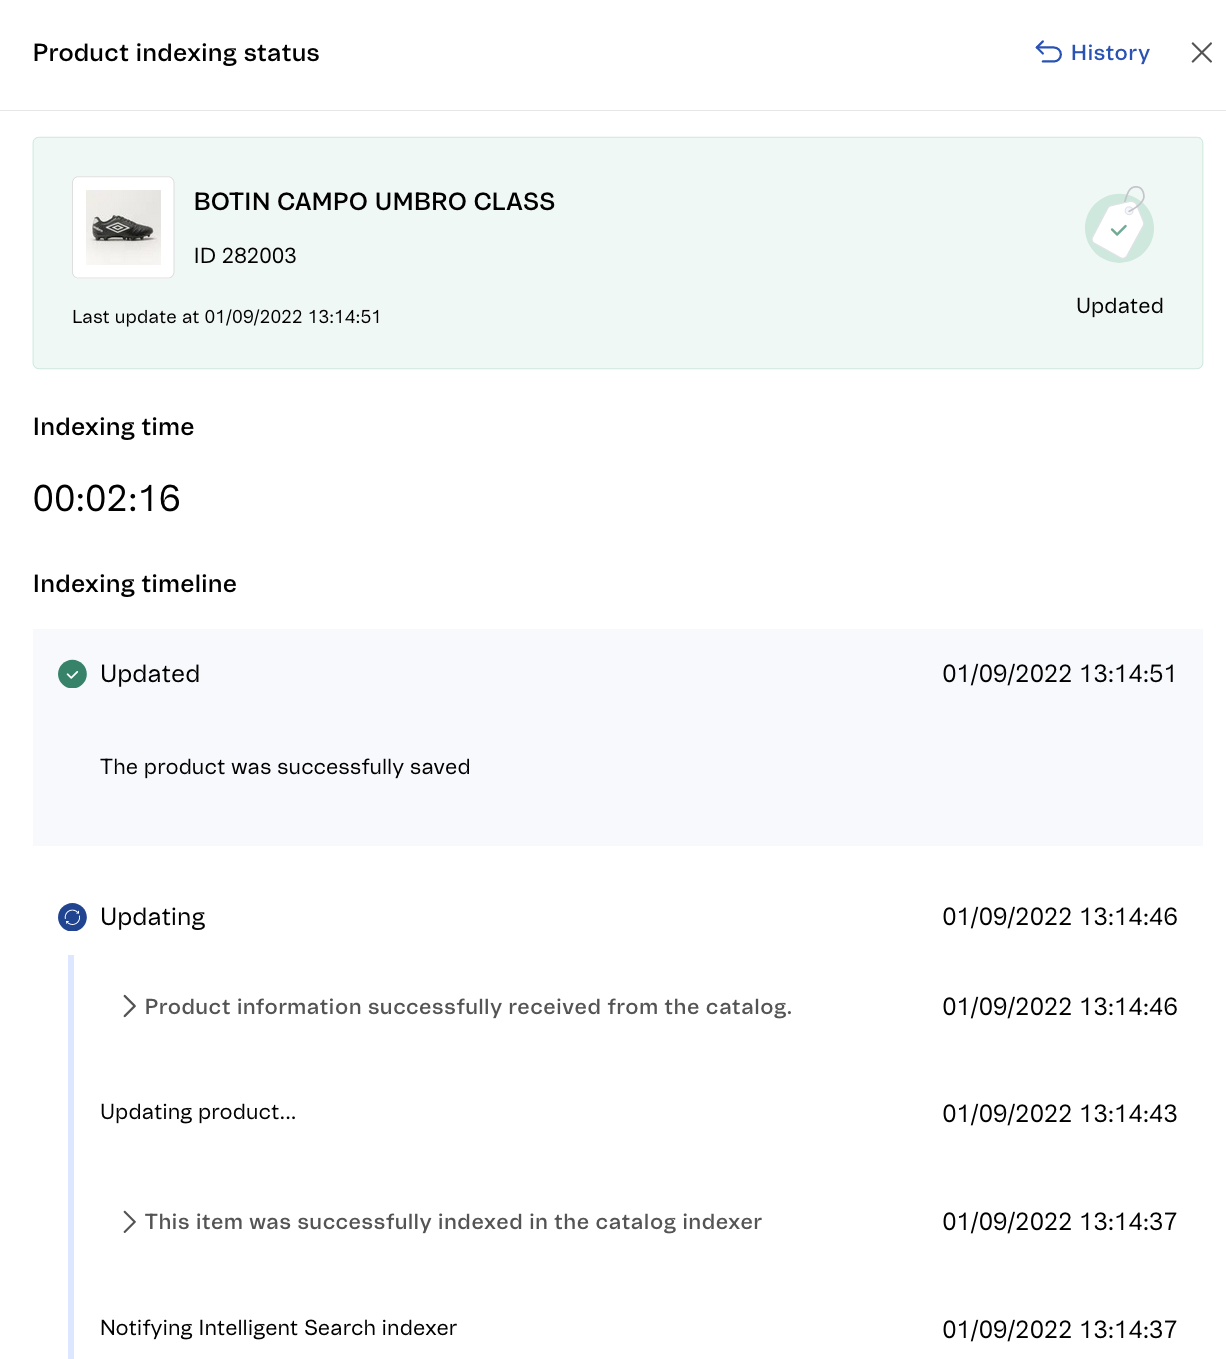 Product indexing status
History
BOTIN CAMPO UMBRO CLASS
ID 282003
Last update at 01/09/2022 13:14:51
Updated
Indexing time
00:02:16
Indexing timeline
Updated 01/09/2022 13:14:51
The product was successfully saved
Updating 01/09/2022 13:14:46
Product information successfully received from the catalog. 01/09/2022 13:14:46
Updating product... 01/09/2022 13:14:43
This item was successfully indexed in the catalog indexer 01/09/2022 13:14:37
Notifying Intelligent Search indexer 01/09/2022 13:14:37